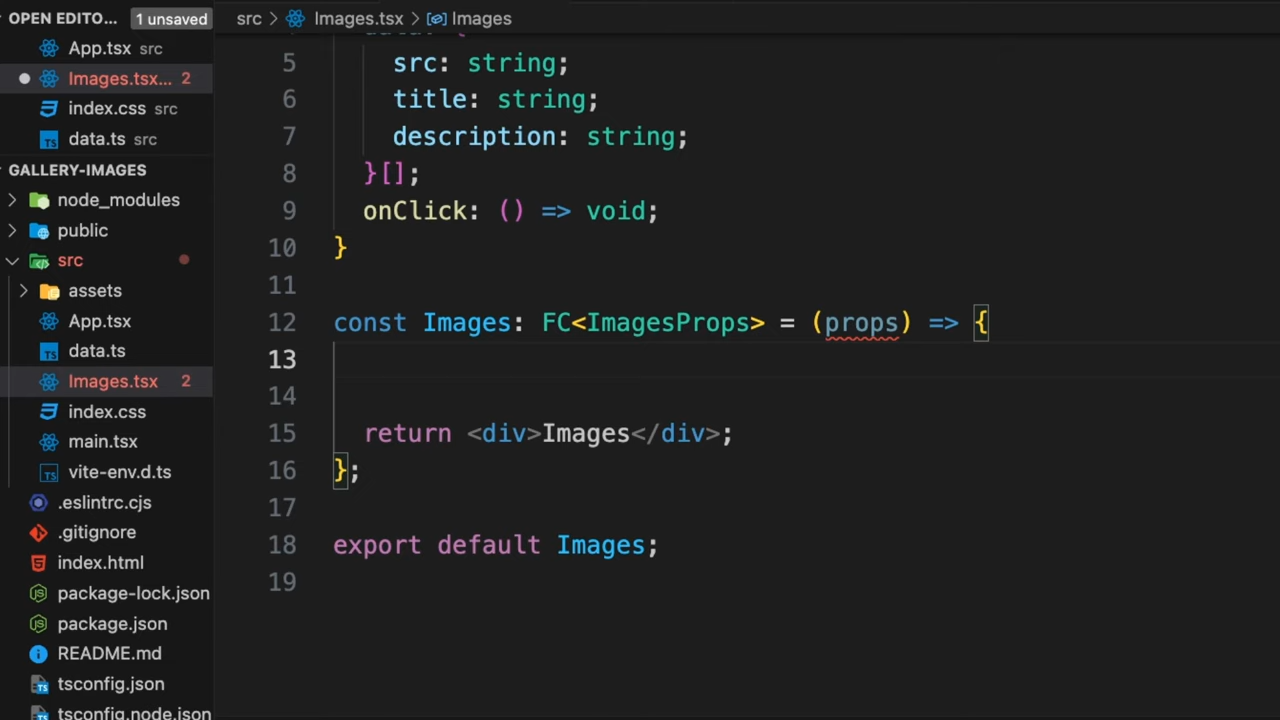 OPEN EDITO... 1 unsaved
App.tsx src
Images.tsx... 2
index.css src
data.ts src
GALLERY-IMAGES
node_modules
public
src
assets
App.tsx
data.ts
Images.tsx 2
index.css
main.tsx
vite-env.d.ts
.eslintrc.cjs
.gitignore
index.html
package-lock.json
package.json
README.md
tsconfig.json
tsconfig.node.json
src > Images.tsx > Images
5 src: string;
6 title: string;
7 description: string;
8 }[];
9 onClick: () => void;
10 }
11
12 const Images: FC<ImagesProps> = (props) => {
13
14
15 return <div>Images</div>;
16 };
17
18 export default Images;
19